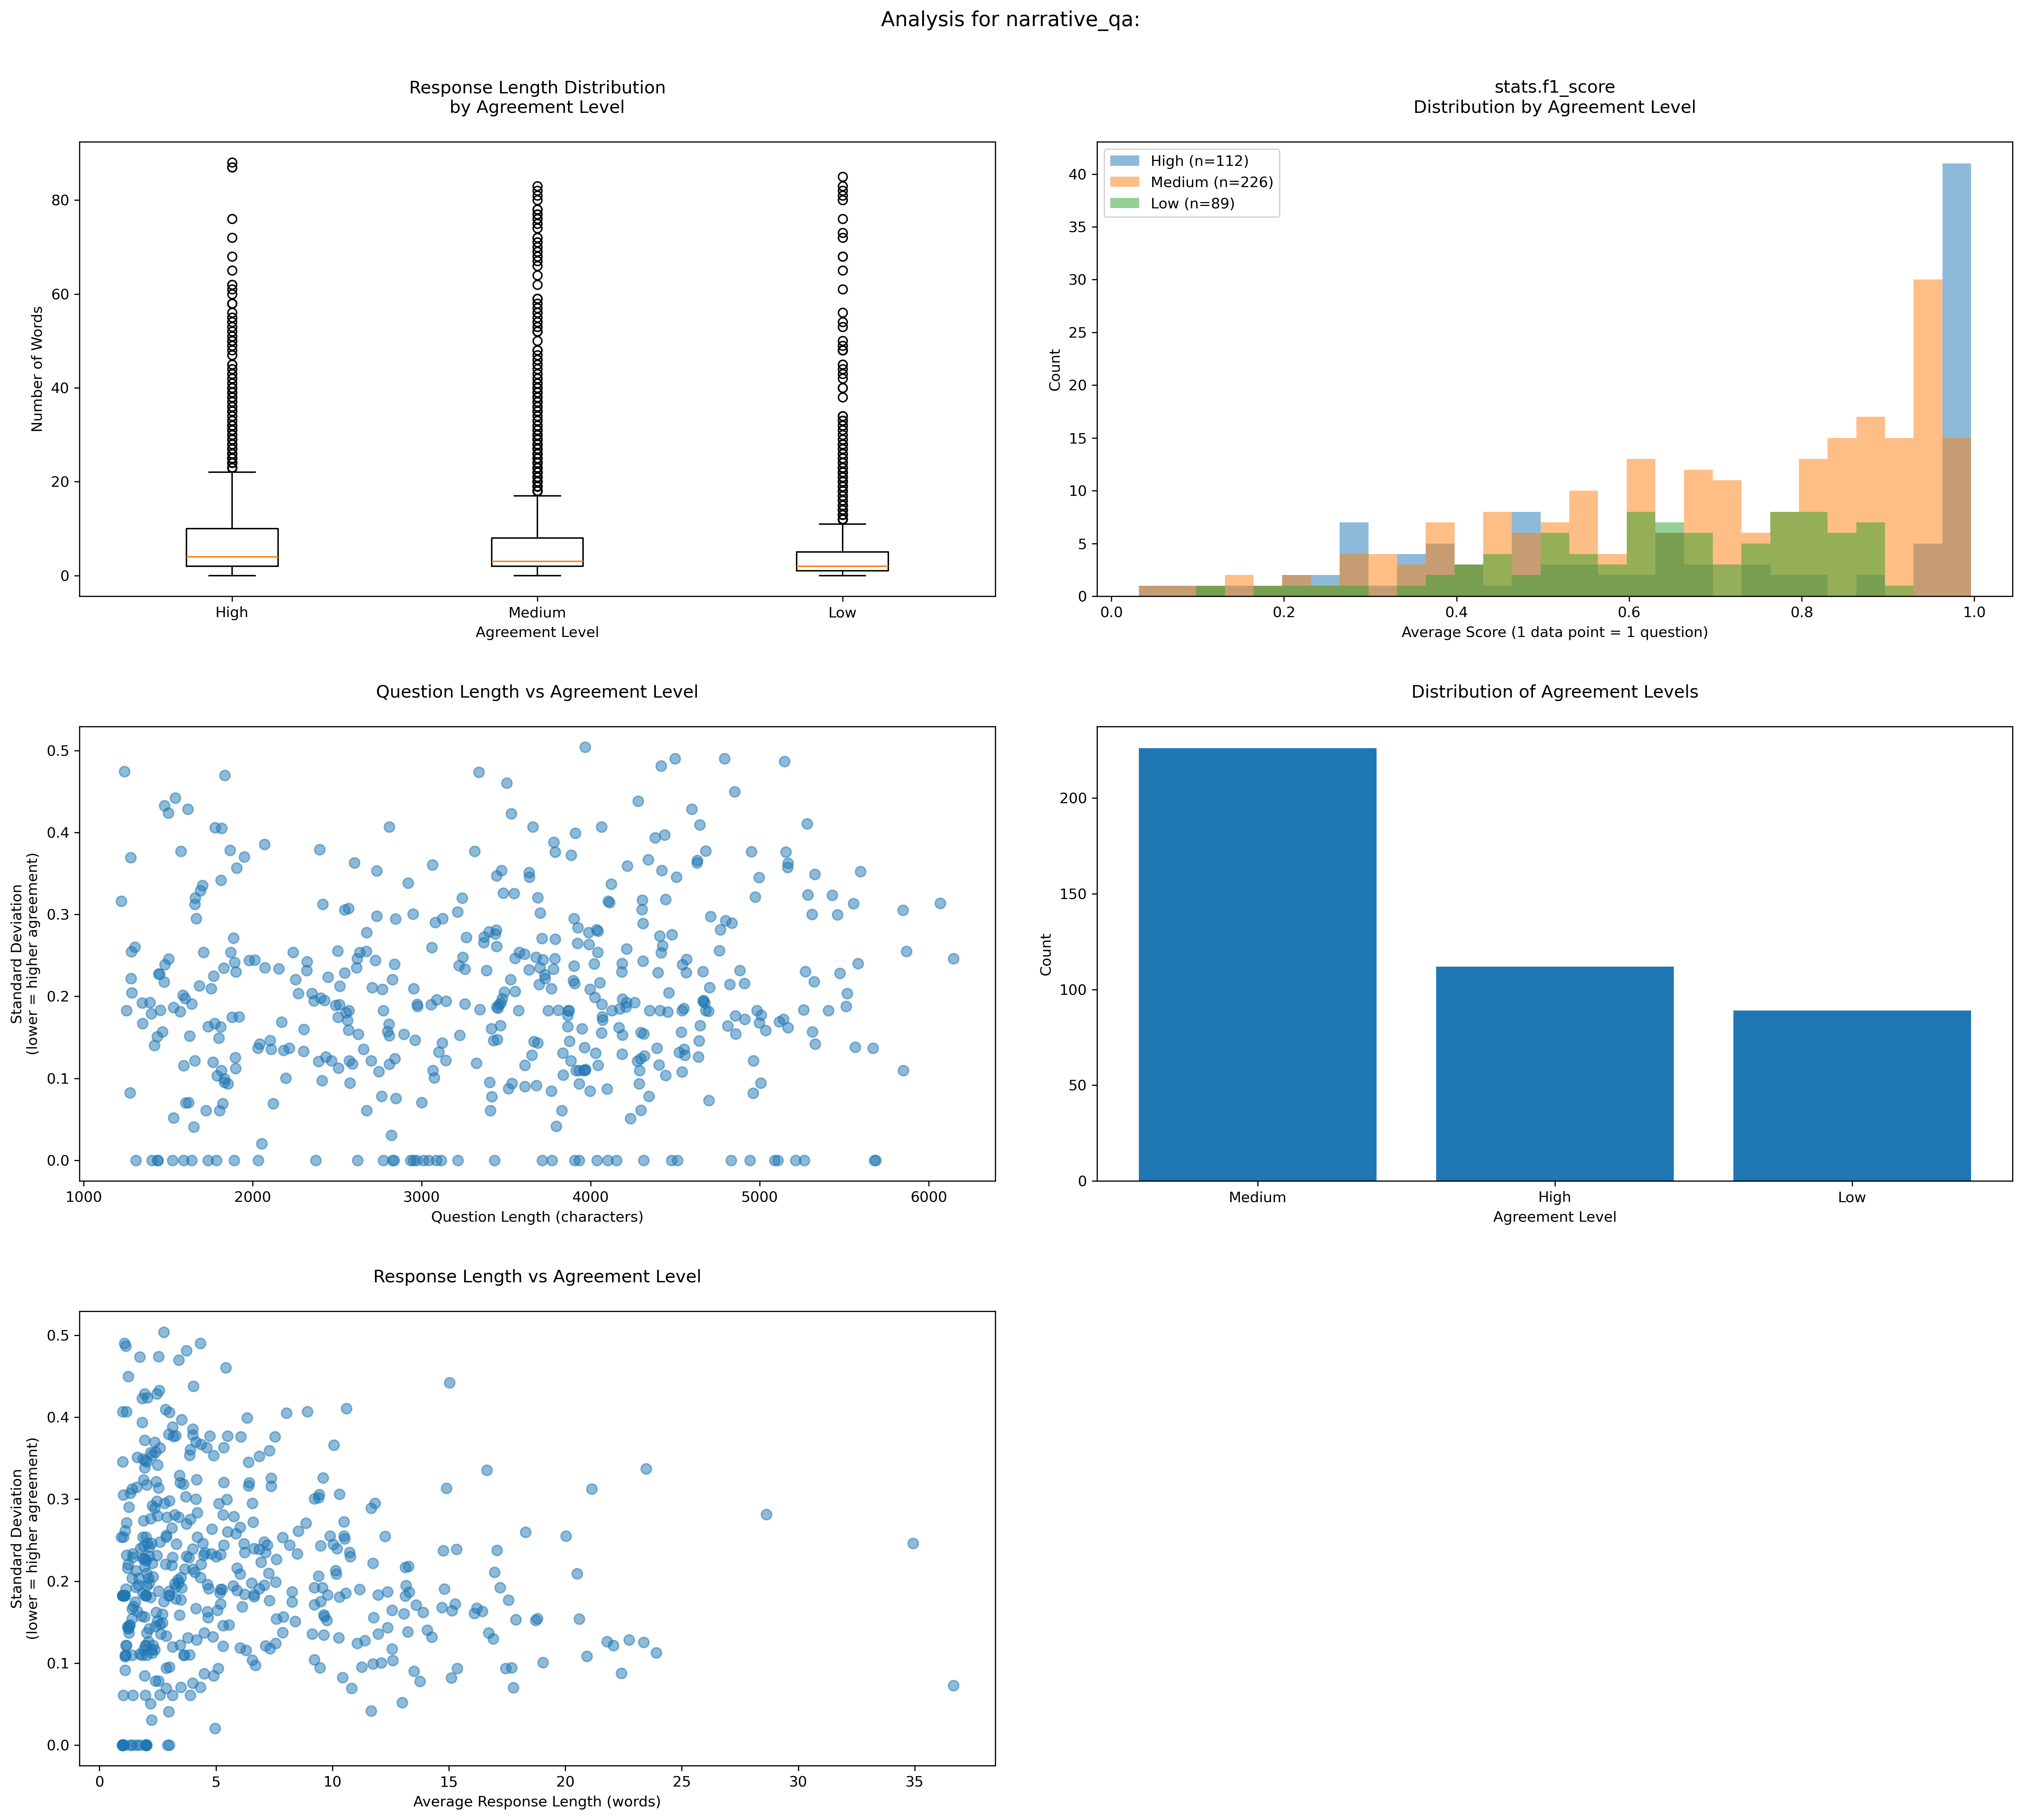 Analysis for narrative_qa:
Response Length Distribution
by Agreement Level
Number of Words
80
60
40
20
0
High
Medium
Low
Agreement Level
stats.f1_score
Distribution by Agreement Level
High (n=112)
Medium (n=226)
Low (n=89)
Count
40
35
30
25
20
15
10
5
0
0.0
0.2
0.4
0.6
0.8
1.0
Average Score (1 data point = 1 question)
Question Length vs Agreement Level
Standard Deviation
(lower = higher agreement)
0.5
0.4
0.3
0.2
0.1
0.0
1000
2000
3000
4000
5000
6000
Question Length (characters)
Distribution of Agreement Levels
Count
200
150
100
50
0
Medium
High
Low
Agreement Level
Response Length vs Agreement Level
Standard Deviation
(lower = higher agreement)
0.5
0.4
0.3
0.2
0.1
0.0
0
5
10
15
20
25
30
35
Average Response Length (words)